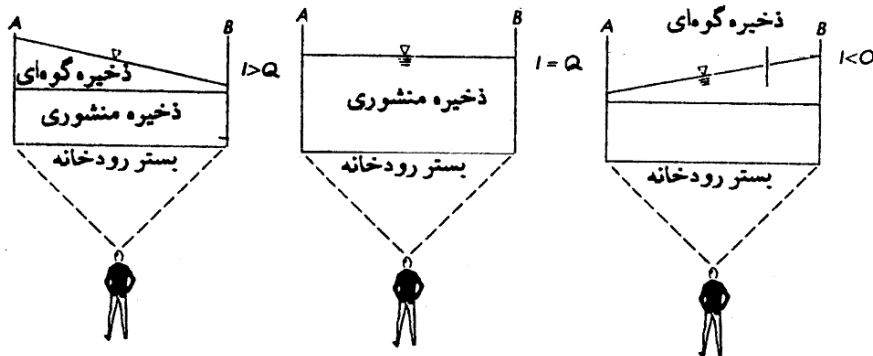 A B
I>Q
ذخیره گوه‌ای
ذخیره منشوری
بستر رودخانه
A B
I = Q
ذخیره منشوری
بستر رودخانه
ذخیره گوه‌ای
A B
I<Q
بستر رودخانه